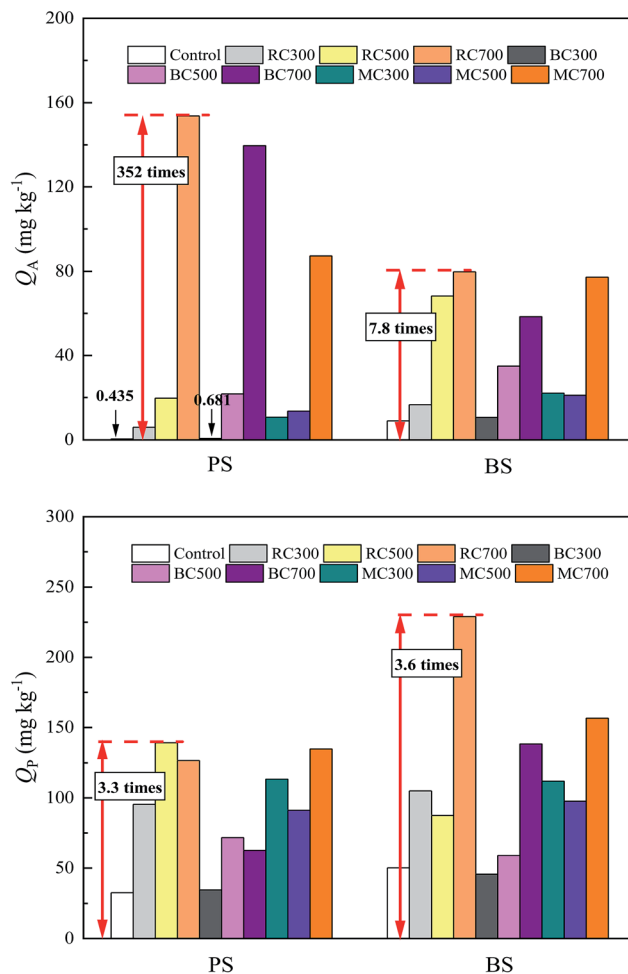 200
160
120
80
40
0
Q_A (mg kg⁻¹)
Control RC300 RC500 RC700 BC300
BC500 BC700 MC300 MC500 MC700
352 times
7.8 times
0.435
0.681
PS BS
300
250
200
150
100
50
0
Q_P (mg kg⁻¹)
Control RC300 RC500 RC700 BC300
BC500 BC700 MC300 MC500 MC700
3.6 times
3.3 times
PS BS